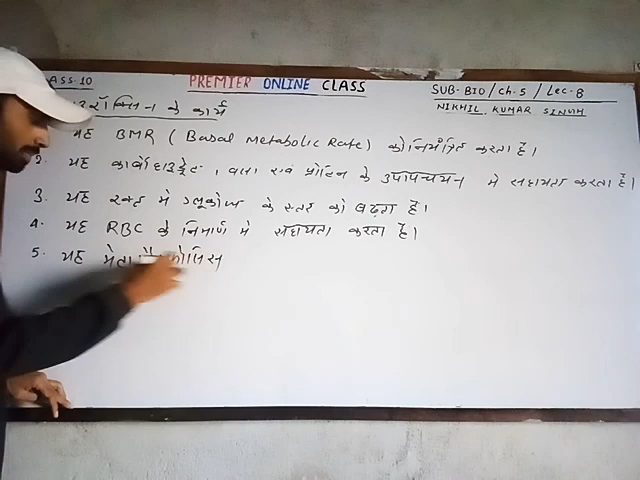 ASS-10 PREMIER ONLINE CLASS SUB-BIO/Ch-5/Lec-8
NIKHIL KUMAR SINGH
रॉक्सिन के कार्य
यह BMR (Basal Metabolic Rate) को नियंत्रित करता है।
2. यह कार्बोहाइड्रेट, वसा एवं प्रोटिन के उपापचयन में सहायता करता है।
3. यह रक्त में ग्लूकोज के स्तर को बढ़ता है।
4. यह RBC के निर्माण में सहायता करता है।
5. यह